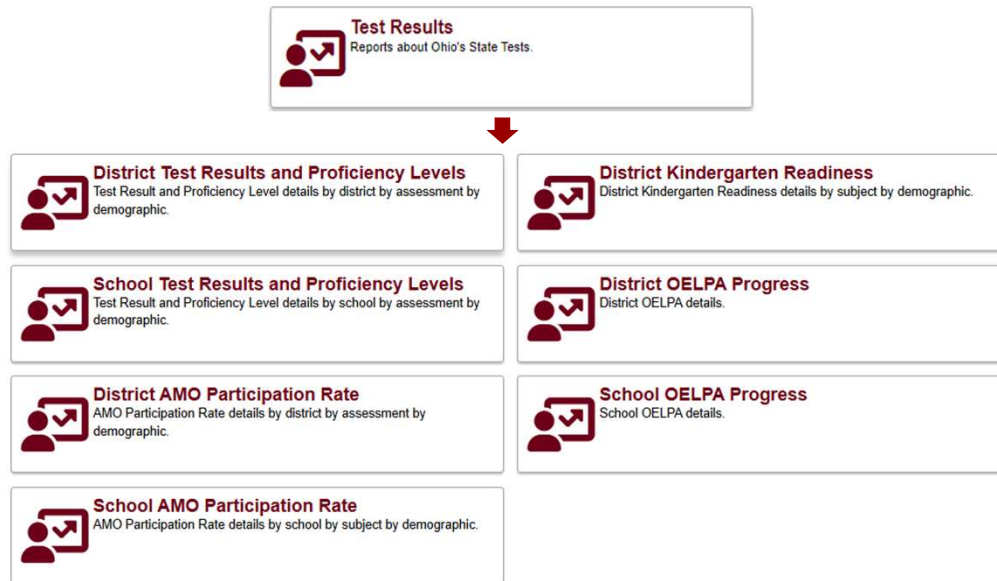 Test Results
Reports about Ohio's State Tests.
District Test Results and Proficiency Levels
Test Result and Proficiency Level details by district by assessment by
demographic.
School Test Results and Proficiency Levels
Test Result and Proficiency Level details by school by assessment by
demographic.
District AMO Participation Rate
AMO Participation Rate details by district by assessment by
demographic.
School AMO Participation Rate
AMO Participation Rate details by school by subject by demographic.
District Kindergarten Readiness
District Kindergarten Readiness details by subject by demographic.
District OELPA Progress
District OELPA details.
School OELPA Progress
School OELPA details.